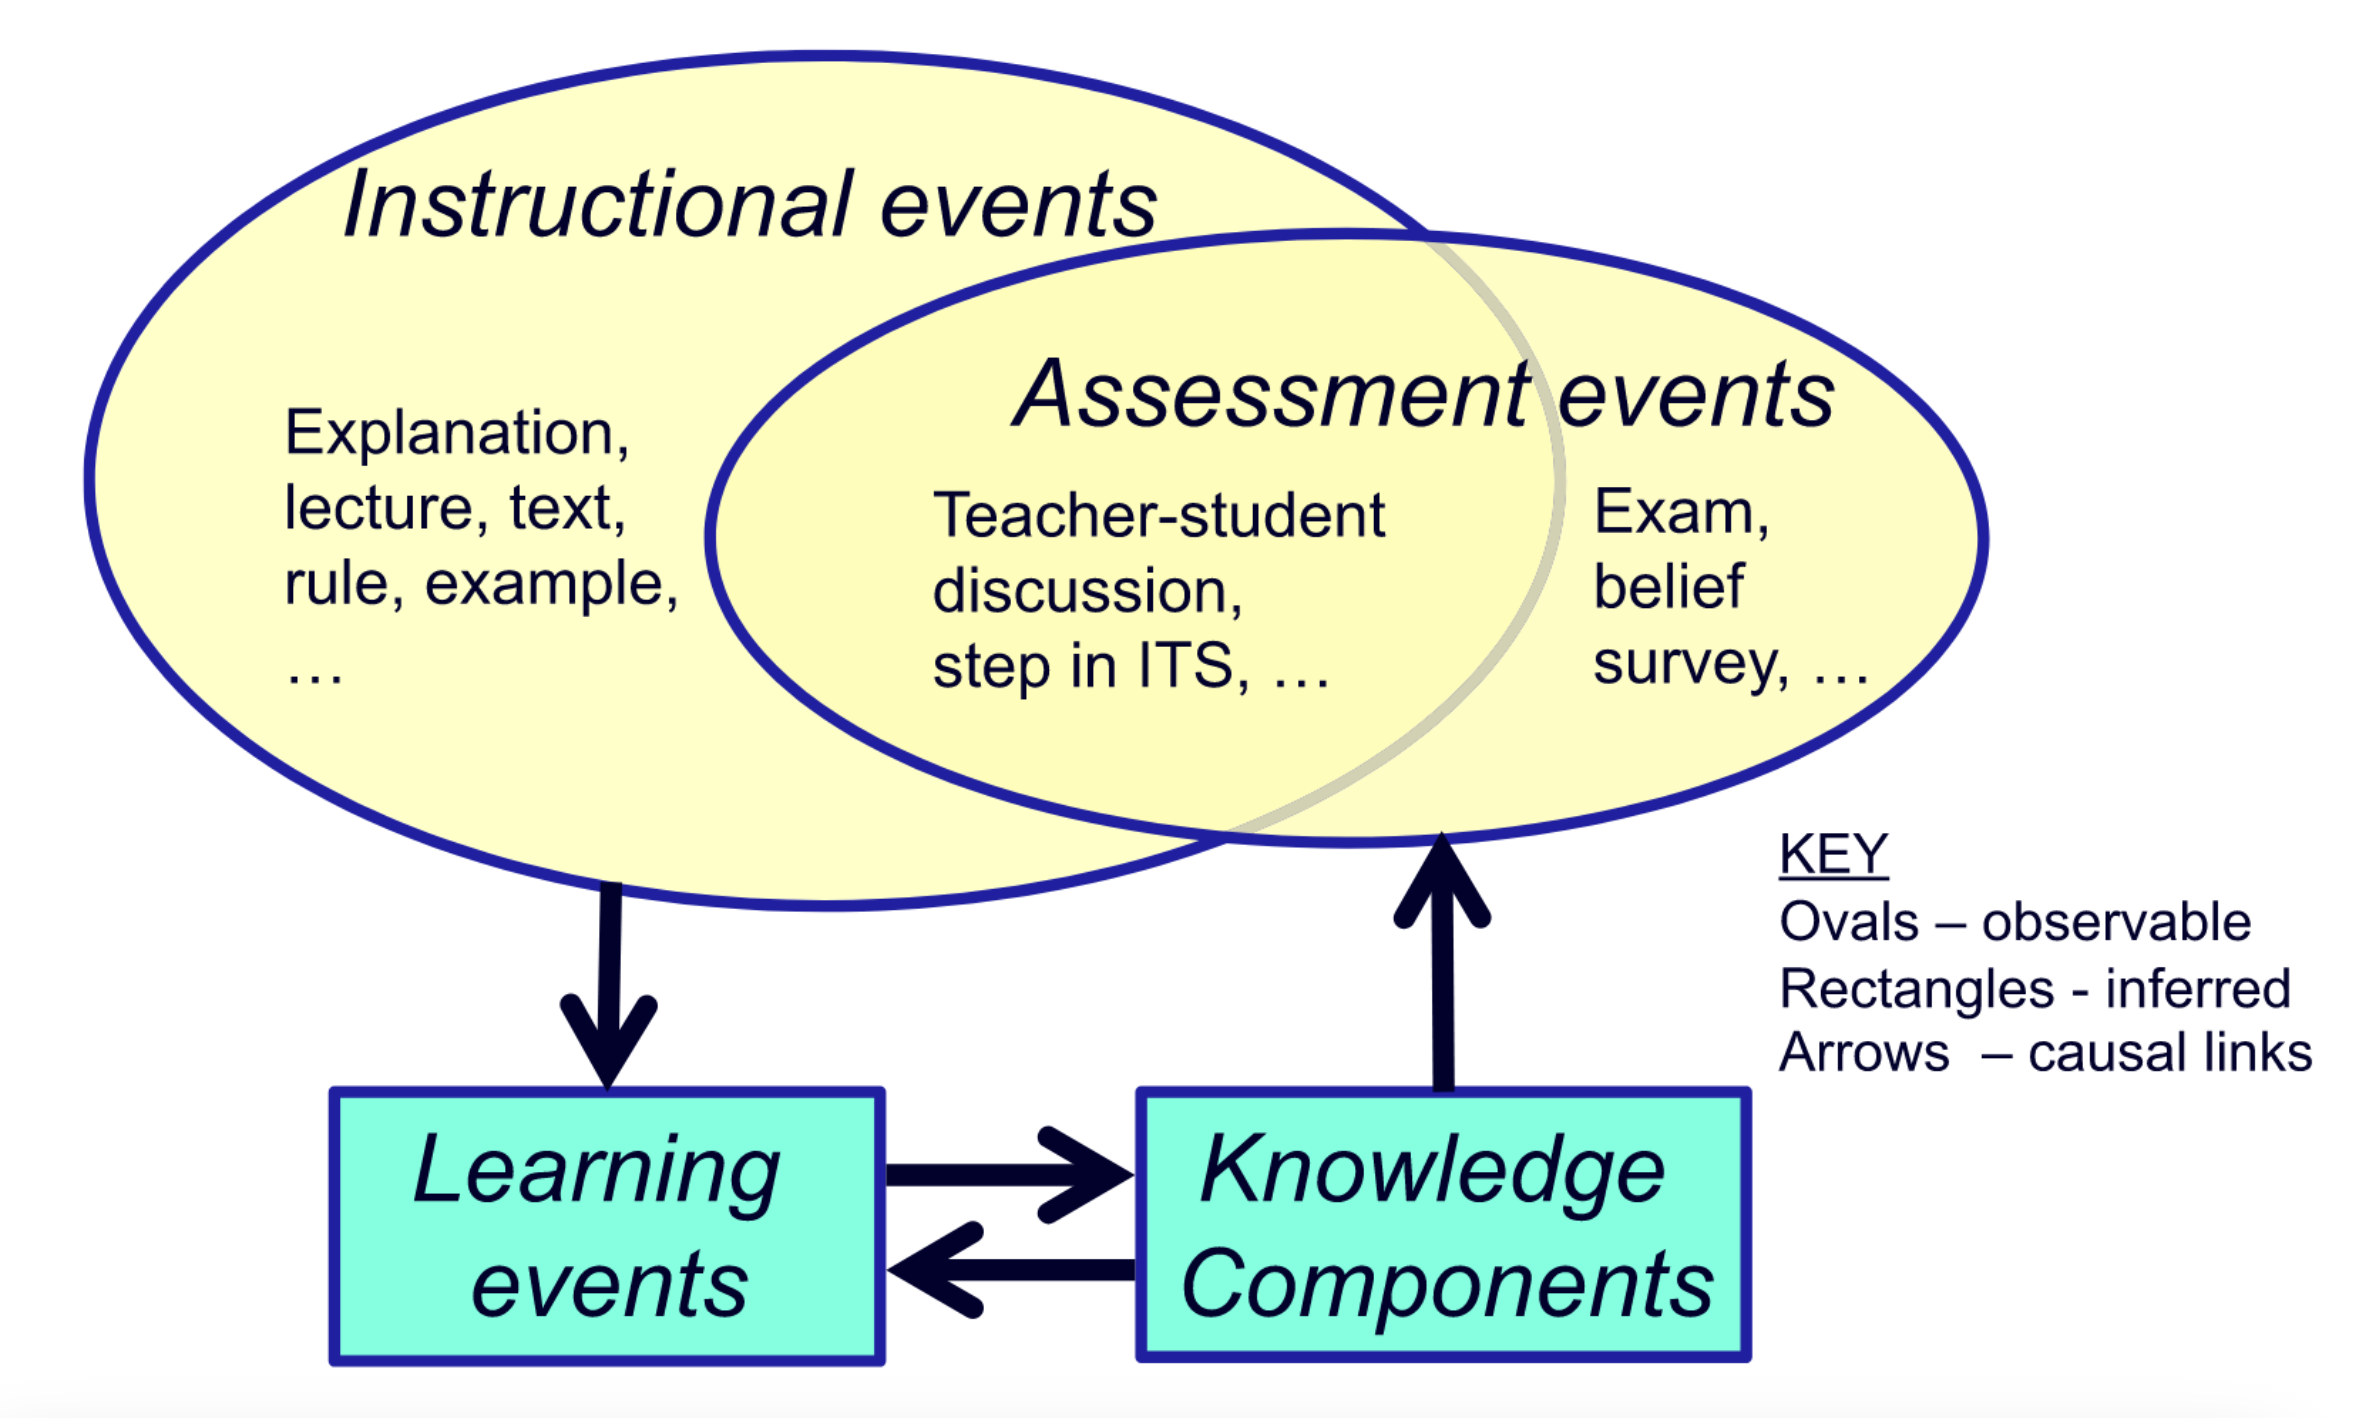 Instructional events
Assessment events
Explanation,
lecture, text,
rule, example,
…
Teacher-student
discussion,
step in ITS, …
Exam,
belief
survey, …
KEY
Ovals – observable
Rectangles - inferred
Arrows – causal links
Learning
events
Knowledge
Components